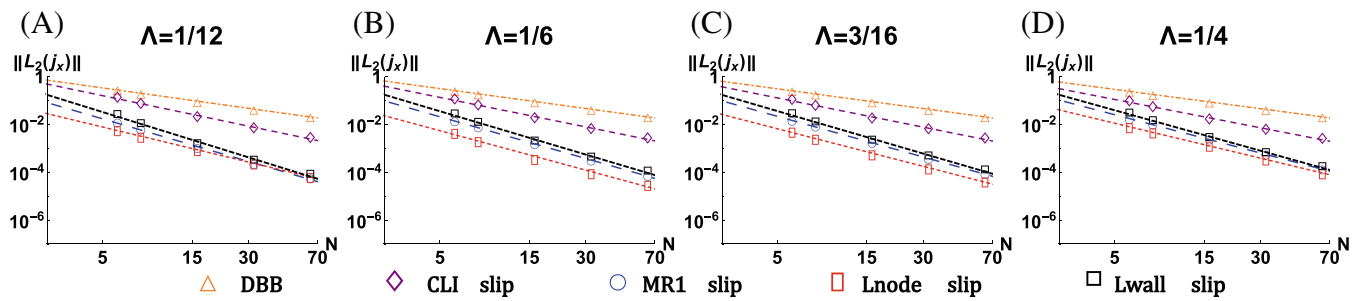 (A) Λ=1/12
‖L₂(jₓ)‖
1
10⁻²
10⁻⁴
10⁻⁶
5 15 30 70 N
(B) Λ=1/6
‖L₂(jₓ)‖
1
10⁻²
10⁻⁴
10⁻⁶
5 15 30 70 N
(C) Λ=3/16
‖L₂(jₓ)‖
1
10⁻²
10⁻⁴
10⁻⁶
5 15 30 70 N
(D) Λ=1/4
‖L₂(jₓ)‖
1
10⁻²
10⁻⁴
10⁻⁶
5 15 30 70 N
DBB CLI slip MR1 slip Lnode slip Lwall slip